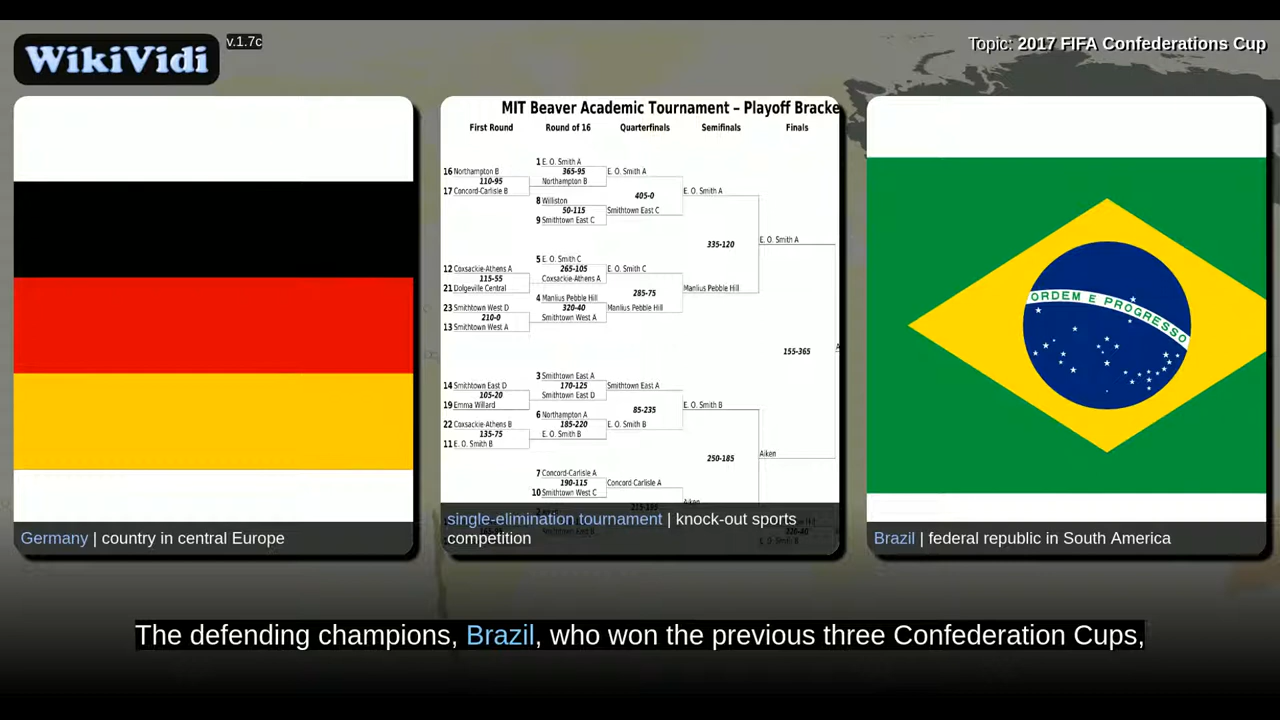 WikiVidi
v.1.7c
Topic: 2017 FIFA Confederations Cup
MIT Beaver Academic Tournament – Playoff Bracke
First Round
Round of 16
Quarterfinals
Semifinals
Finals
1 E. O. Smith A
16 Northampton B
365-95
E. O. Smith A
110-95
Northampton B
17 Concord-Carlisle B
E. O. Smith A
405-0
8 Williston
50-115
Smithtown East C
9 Smithtown East C
335-120
E. O. Smith A
5 E. O. Smith C
12 Coxsackie-Athens A
265-105
E. O. Smith C
115-55
Coxsackie-Athens A
21 Dolgeville Central
285-75
Manlius Pebble Hill
4 Manlius Pebble Hill
23 Smithtown West D
320-40
Manlius Pebble Hill
210-0
Smithtown West A
13 Smithtown West A
155-365
3 Smithtown East A
14 Smithtown East D
170-125
Smithtown East A
105-20
Smithtown East D
19 Emma Willard
85-235
E. O. Smith B
6 Northampton A
22 Coxsackie-Athens B
185-220
E. O. Smith B
135-75
E. O. Smith B
11 E. O. Smith B
250-185
Aiken
7 Concord-Carlisle A
190-115
Concord Carlisle A
10 Smithtown West C
Aiken
ORDEM E PROGRESSO
Germany | country in central Europe
single-elimination tournament | knock-out sports
competition
Brazil | federal republic in South America
The defending champions, Brazil, who won the previous three Confederation Cups,